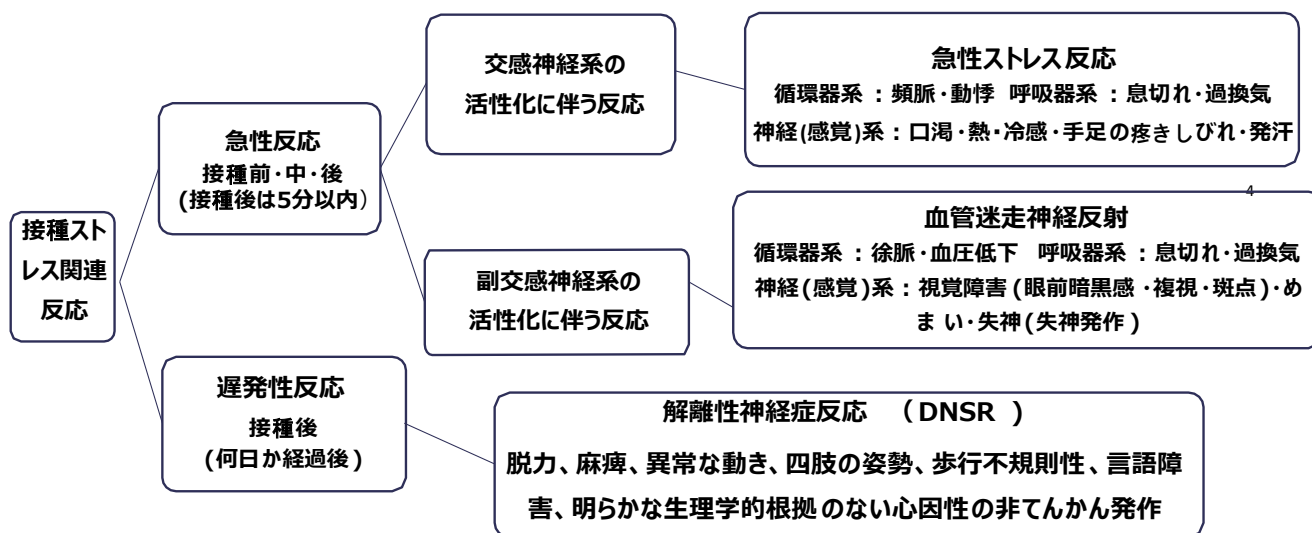 接種スト
レス関連
反応
急性反応
接種前・中・後
(接種後は5分以内)
交感神経系の
活性化に伴う反応
急性ストレス反応
循環器系 : 頻脈・動悸 呼吸器系 : 息切れ・過換気
神経(感覚)系 : 口渇・熱・冷感・手足の疼きしびれ・発汗
4
副交感神経系の
活性化に伴う反応
血管迷走神経反射
循環器系 : 徐脈・血圧低下 呼吸器系 : 息切れ・過換気
神経(感覚)系 : 視覚障害(眼前暗黒感・複視・斑点)・め
まい・失神(失神発作)
遅発性反応
接種後
(何日か経過後)
解離性神経症反応 (DNSR )
脱力、麻痺、異常な動き、四肢の姿勢、歩行不規則性、言語障
害、明らかな生理学的根拠のない心因性の非てんかん発作